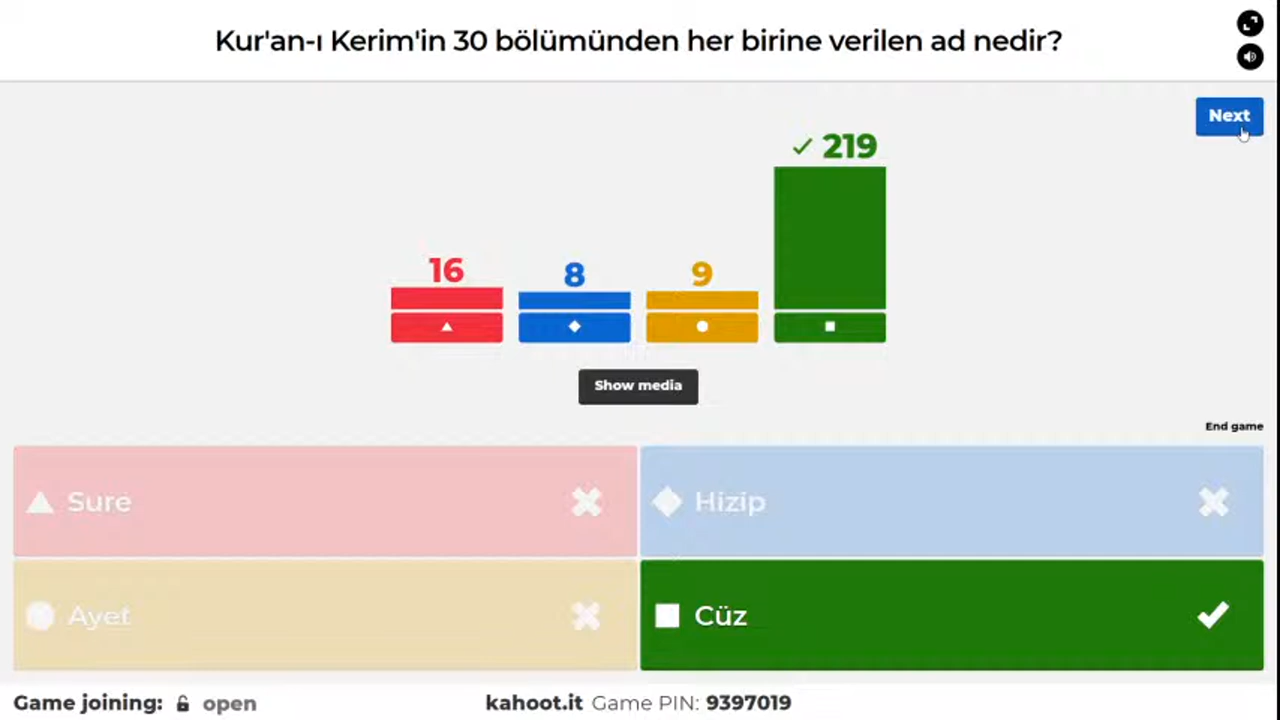 Kur'an-ı Kerim'in 30 bölümünden her birine verilen ad nedir?
Next
219
16
8
9
Show media
End game
Sure
Hizip
Ayet
Cüz
Game joining: open
kahoot.it Game PIN: 9397019